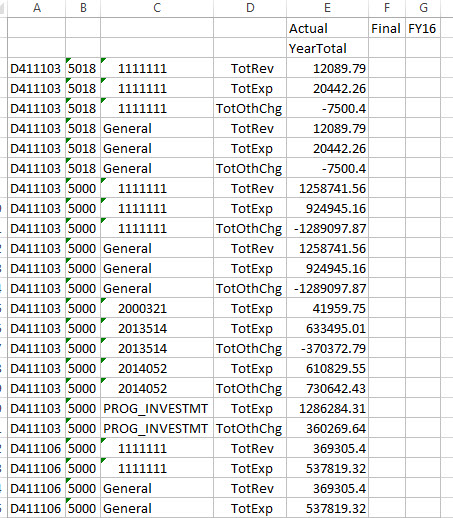 A B C D E F G
Actual Final FY16
YearTotal
D411103 5018 1111111 TotRev 12089.79
D411103 5018 1111111 TotExp 20442.26
D411103 5018 1111111 TotOthChg -7500.4
D411103 5018 General TotRev 12089.79
D411103 5018 General TotExp 20442.26
D411103 5018 General TotOthChg -7500.4
D411103 5000 1111111 TotRev 1258741.56
D411103 5000 1111111 TotExp 924945.16
D411103 5000 1111111 TotOthChg -1289097.87
D411103 5000 General TotRev 1258741.56
D411103 5000 General TotExp 924945.16
D411103 5000 General TotOthChg -1289097.87
D411103 5000 2000321 TotExp 41959.75
D411103 5000 2013514 TotExp 633495.01
D411103 5000 2013514 TotOthChg -370372.79
D411103 5000 2014052 TotExp 610829.55
D411103 5000 2014052 TotOthChg 730642.43
D411103 5000 PROG_INVESTMT TotExp 1286284.31
D411103 5000 PROG_INVESTMT TotOthChg 360269.64
D411106 5000 1111111 TotRev 369305.4
D411106 5000 1111111 TotExp 537819.32
D411106 5000 General TotRev 369305.4
D411106 5000 General TotExp 537819.32